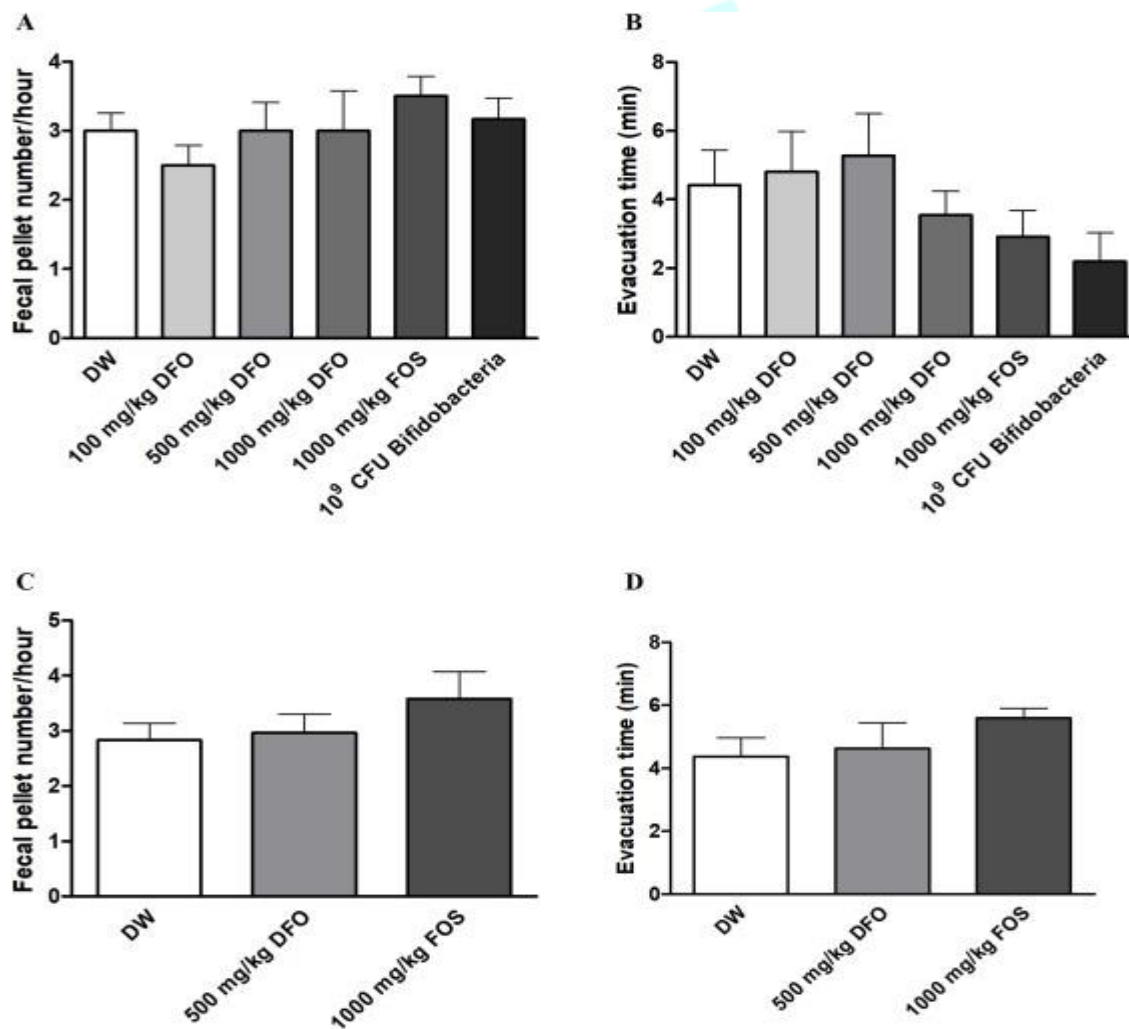 A
Fecal pellet number/hour
4
3
2
1
0
DW
100 mg/kg DFO
500 mg/kg DFO
1000 mg/kg DFO
1000 mg/kg FOS
10⁹ CFU Bifidobacteria
B
Evacuation time (min)
8
6
4
2
0
DW
100 mg/kg DFO
500 mg/kg DFO
1000 mg/kg DFO
1000 mg/kg FOS
10⁹ CFU Bifidobacteria
C
Fecal pellet number/hour
5
4
3
2
1
0
DW
500 mg/kg DFO
1000 mg/kg FOS
D
Evacuation time (min)
8
6
4
2
0
DW
500 mg/kg DFO
1000 mg/kg FOS